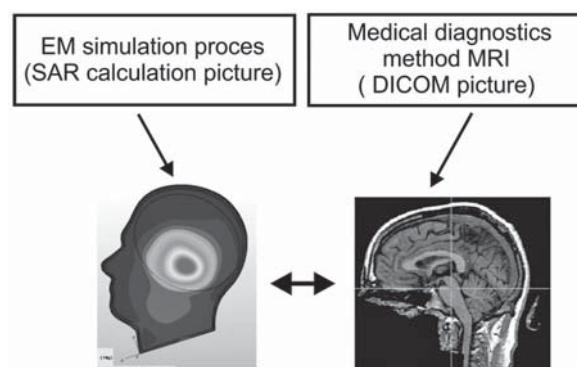 EM simulation proces
(SAR calculation picture)
Medical diagnostics
method MRI
( DICOM picture)